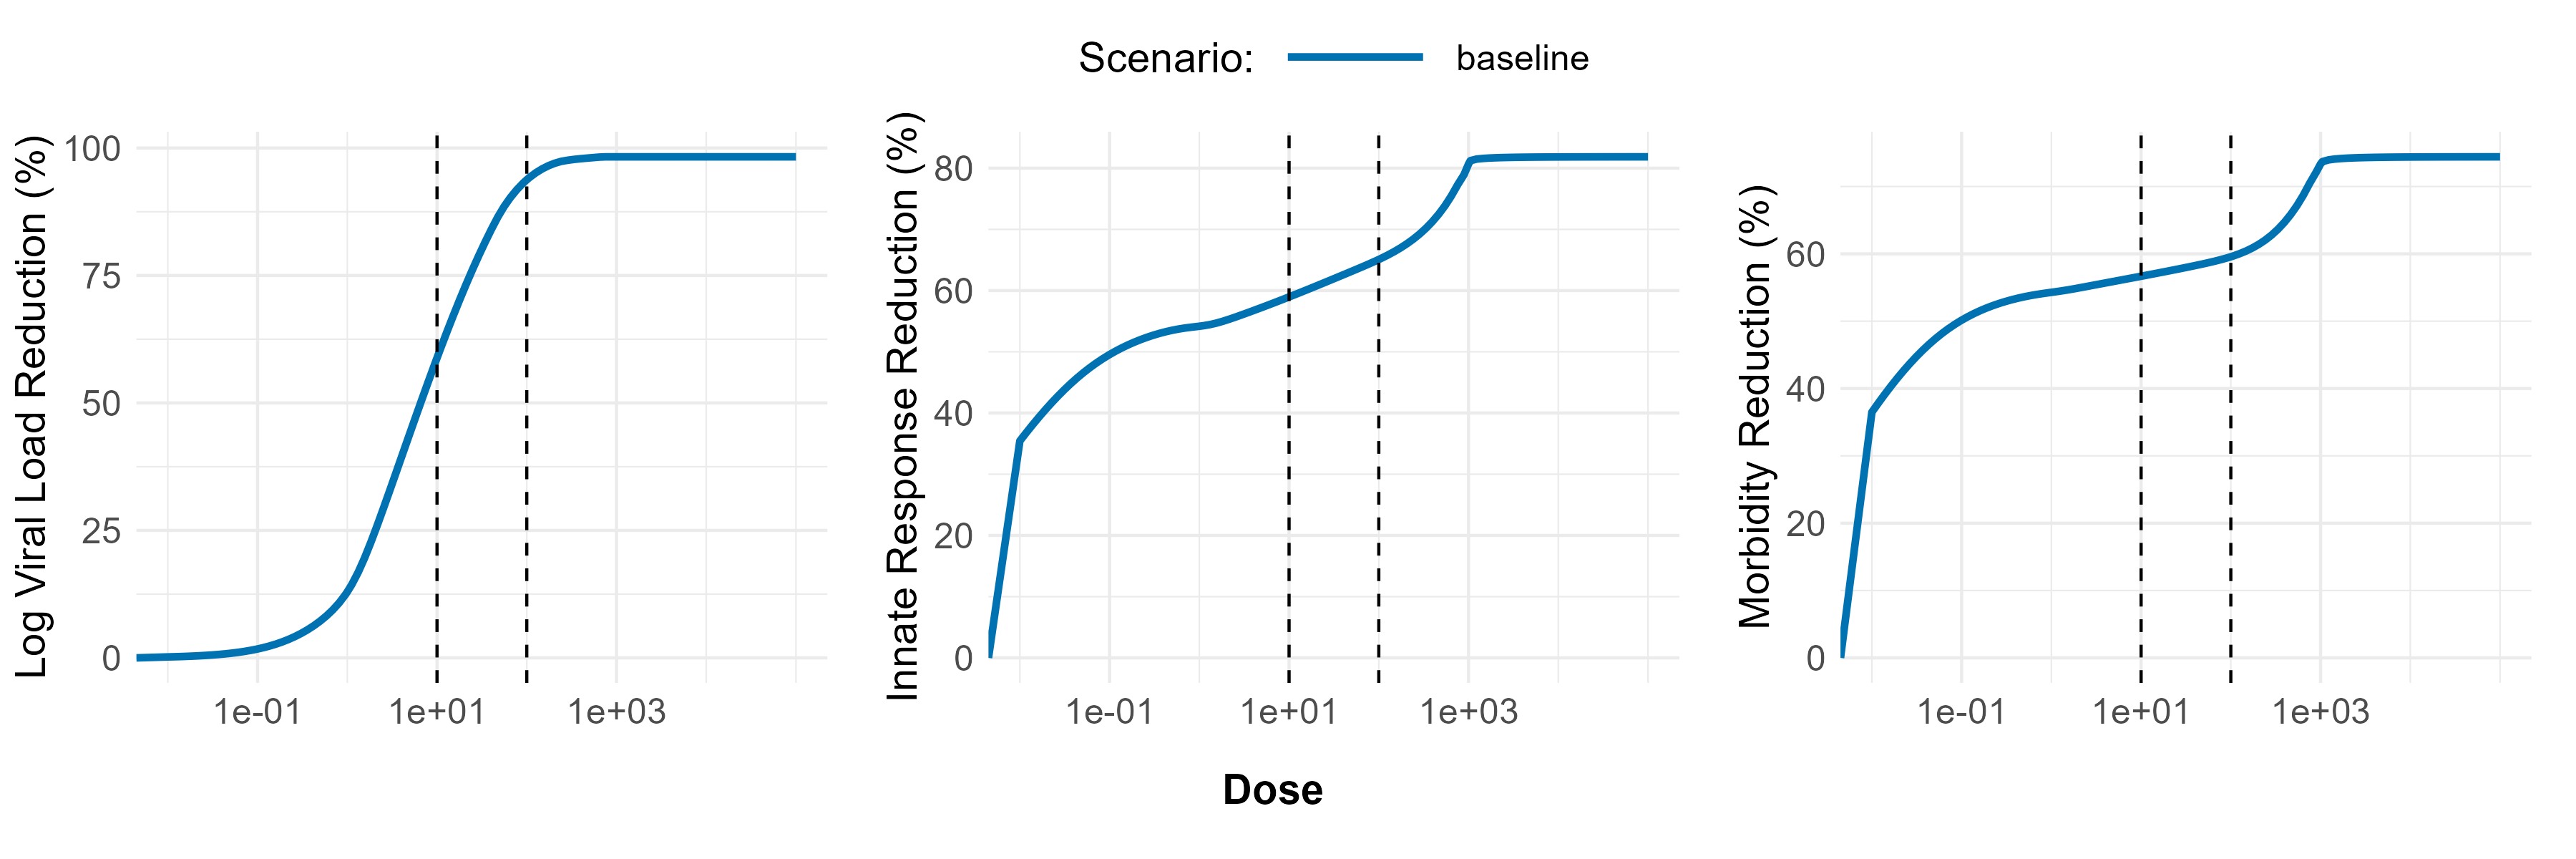 Scenario: baseline
Log Viral Load Reduction (%)
100
75
50
25
0
1e-01 1e+01 1e+03
Innate Response Reduction (%)
80
60
40
20
0
1e-01 1e+01 1e+03
Morbidity Reduction (%)
60
40
20
0
1e-01 1e+01 1e+03
Dose